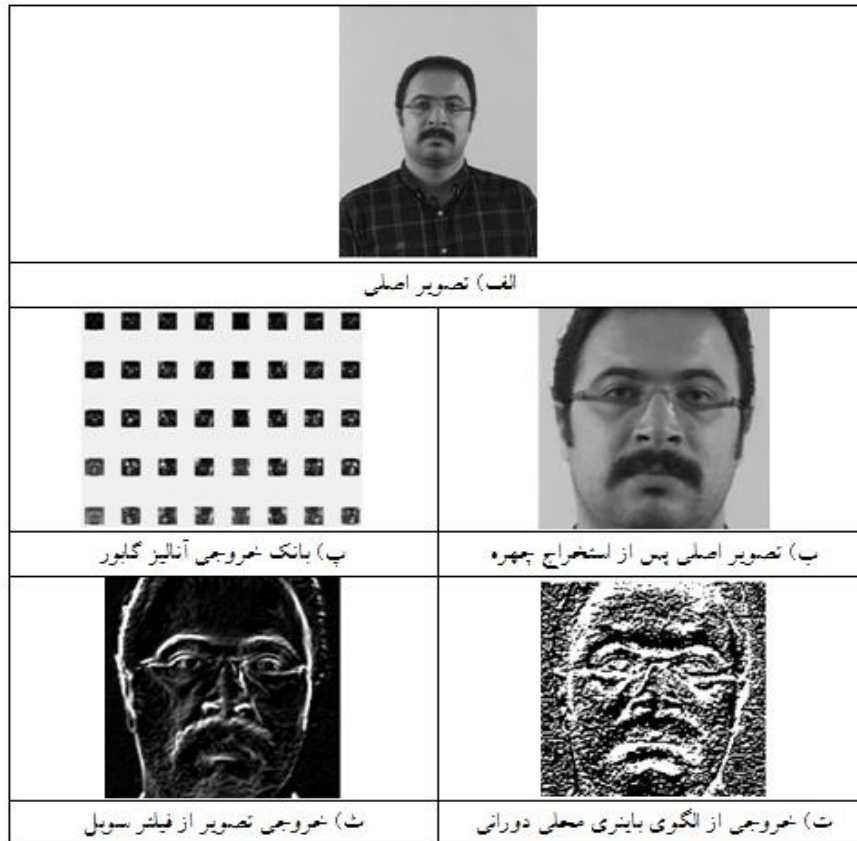 الف) تصویر اصلی
ب) تصویر اصلی پس از استخراج چهره
پ) بانک خروجی آنالیز گابور
ت) خروجی از الگوی باینری محلی دورانی
ث) خروجی تصویر از فیلتر سوبل